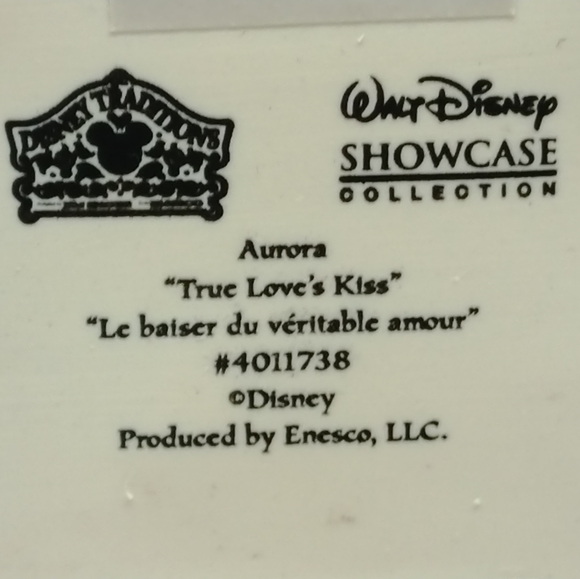 DISNEY TRADITIONS
WALT DISNEY
SHOWCASE
COLLECTION
Aurora
"True Love's Kiss"
"Le baiser du véritable amour"
#4011738
©Disney
Produced by Enesco, LLC.